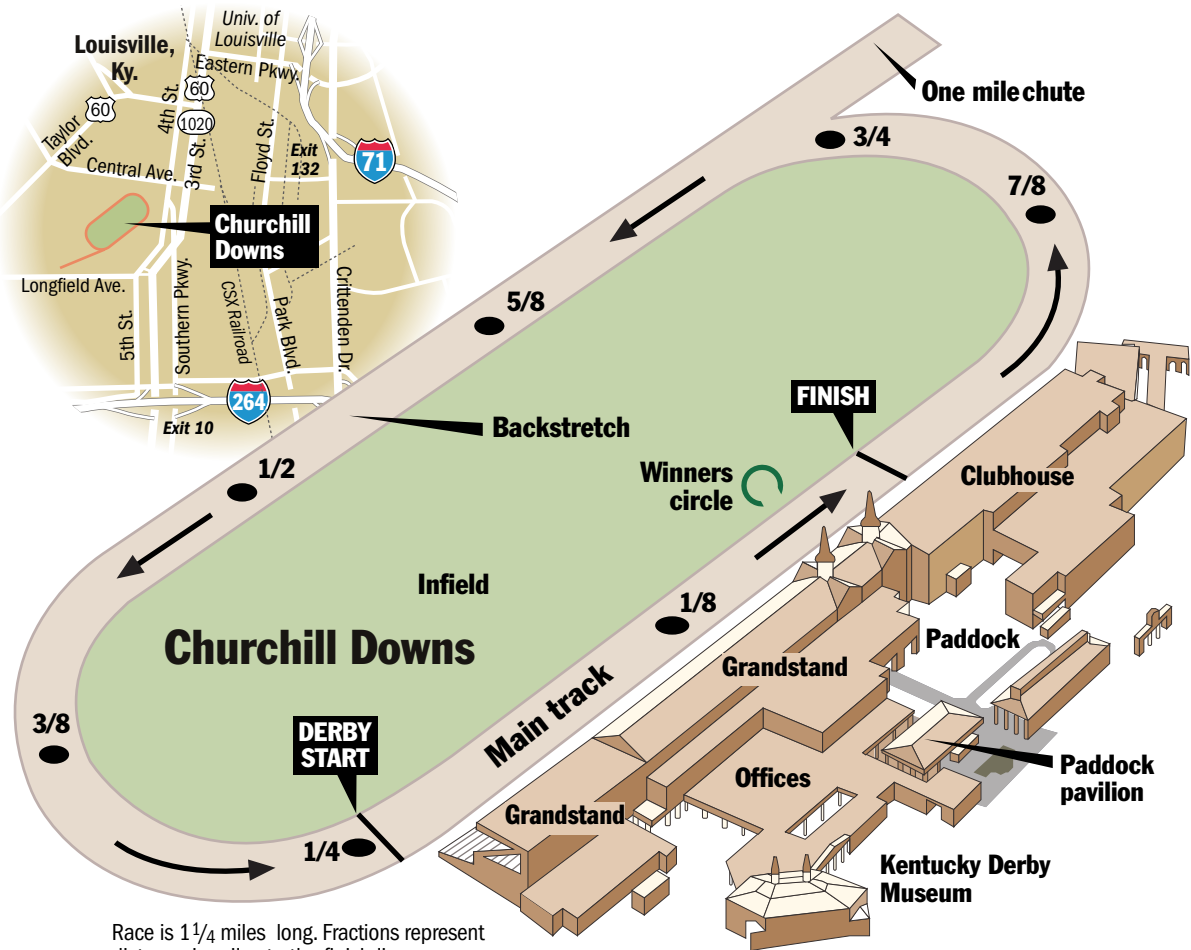 Louisville,
Ky.
Univ. of
Louisville
Eastern Pkwy.
60
60
1020
4th St.
3rd St.
Taylor
Blvd.
Central Ave.
Floyd St.
Exit
132
71
Churchill
Downs
Longfield Ave.
5th St.
Southern Pkwy.
CSX Railroad
Park Blvd.
Crittenden Dr.
264
Exit 10
One mile chute
3/4
7/8
5/8
Backstretch
1/2
FINISH
Winners
circle
Clubhouse
Infield
1/8
Churchill Downs
Paddock
Grandstand
Main track
3/8
DERBY
START
Offices
Paddock
pavilion
Grandstand
1/4
Kentucky Derby
Museum
Race is 1 1/4 miles long. Fractions represent